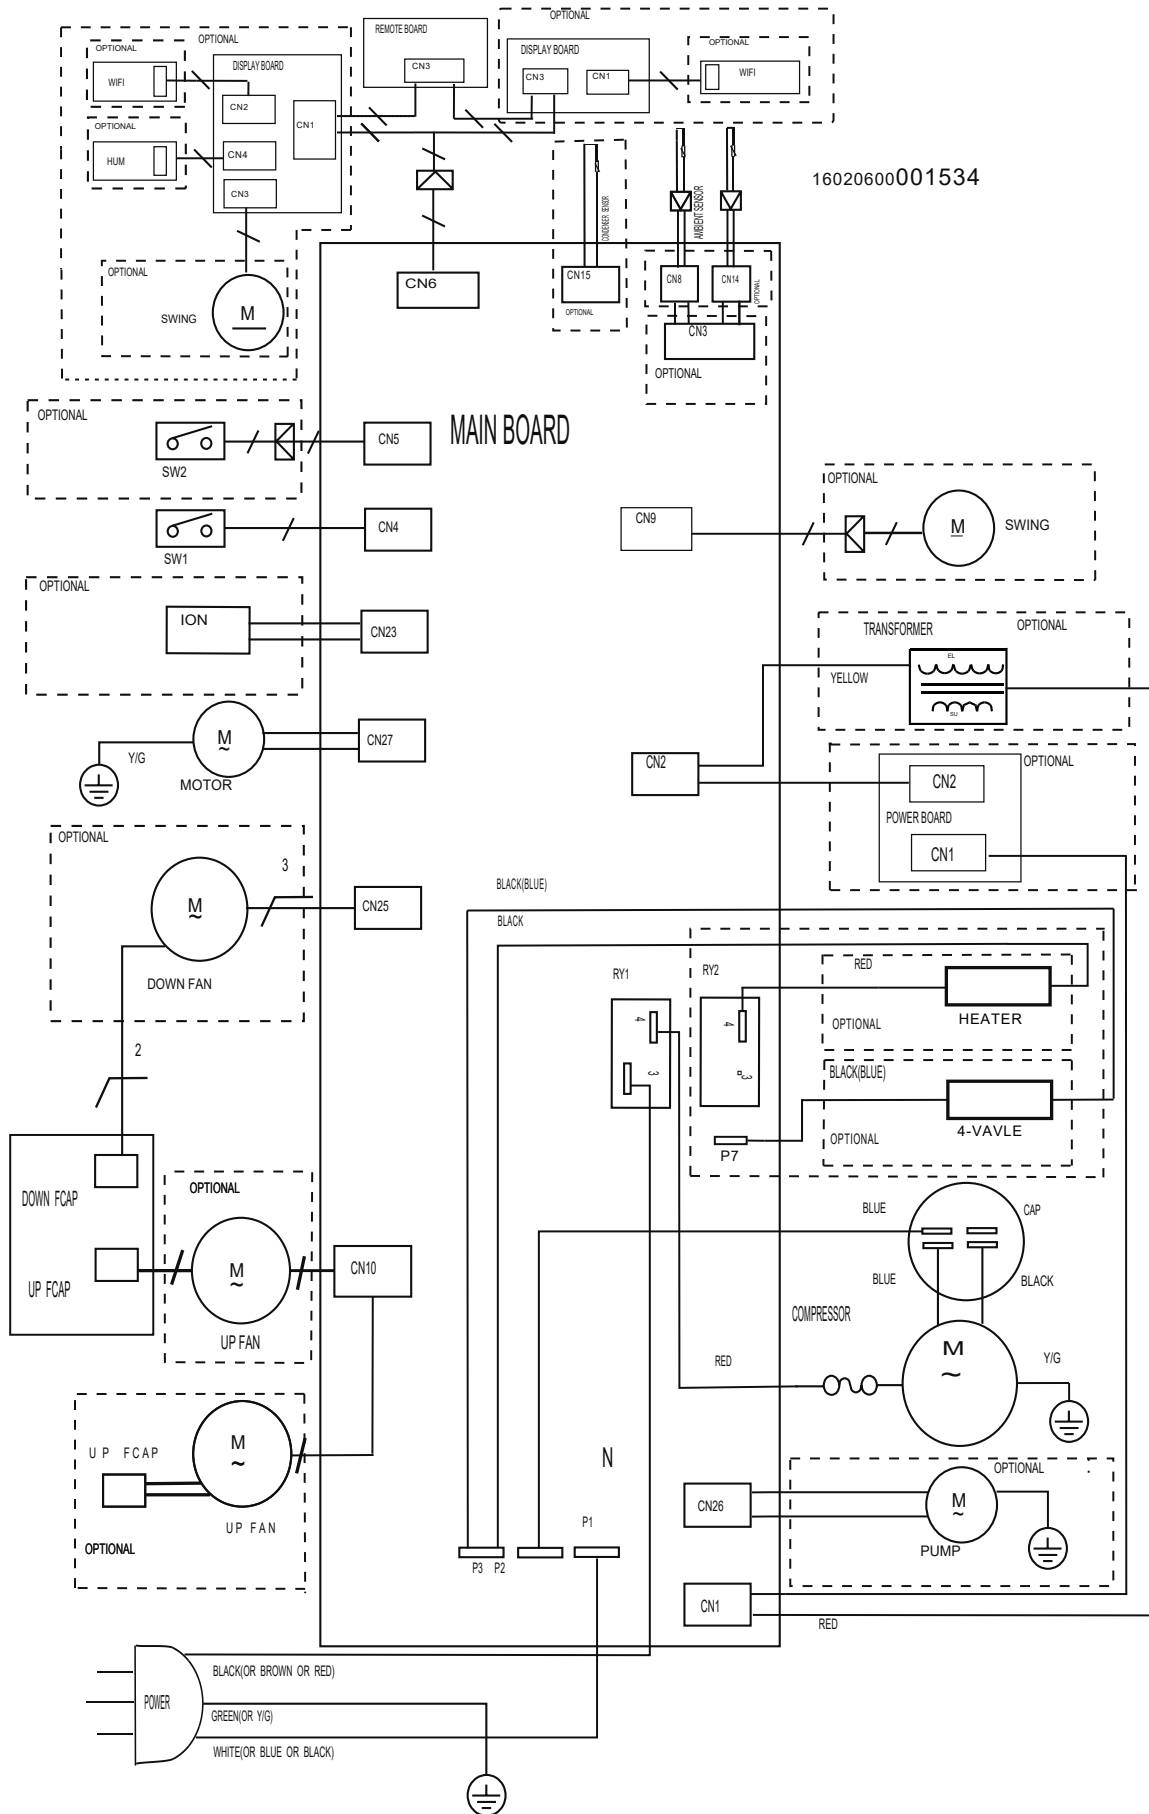 OPTIONAL
OPTIONAL
WIFI
DISPLAY BOARD
CN2
CN1
OPTIONAL
HUM
CN4
CN3
OPTIONAL
SWING
M
REMOTE BOARD
CN3
OPTIONAL
DISPLAY BOARD
CN3
CN1
OPTIONAL
WIFI
16020600001534
CN6
CONDENER SENSOR
CN15
OPTIONAL
AMBIENT SENSOR
CN8
CN14
OPTIONAL
CN3
OPTIONAL
MAIN BOARD
OPTIONAL
SW2
CN5
SW1
CN4
OPTIONAL
ION
CN23
M
~
Y/G
MOTOR
CN27
OPTIONAL
M
~
3
DOWN FAN
CN25
2
DOWN FCAP
UP FCAP
OPTIONAL
M
~
UP FAN
CN10
UP FCAP
M
~
UP FAN
OPTIONAL
CN9
OPTIONAL
M
SWING
TRANSFORMER
OPTIONAL
EL
YELLOW
SU
CN2
OPTIONAL
CN2
POWER BOARD
CN1
BLACK(BLUE)
BLACK
RY1
4
3
RY2
4
3
RED
HEATER
OPTIONAL
BLACK(BLUE)
4-VAVLE
OPTIONAL
P7
BLUE
CAP
BLUE
BLACK
COMPRESSOR
M
~
RED
Y/G
N
OPTIONAL
CN26
M
~
PUMP
P1
P3 P2
CN1
RED
POWER
BLACK(OR BROWN OR RED)
GREEN(OR Y/G)
WHITE(OR BLUE OR BLACK)